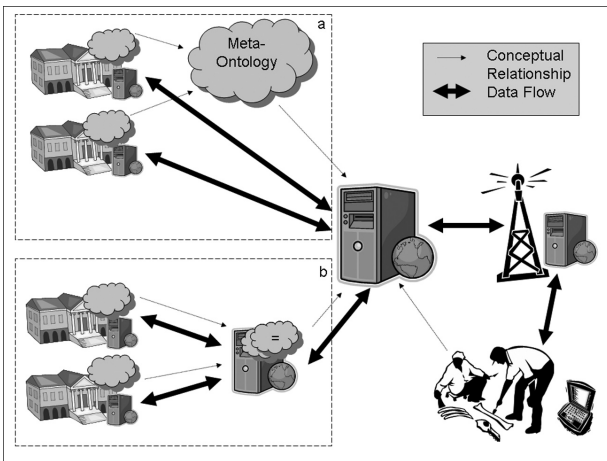 a
Meta-
Ontology
Conceptual
Relationship
Data Flow
b
=